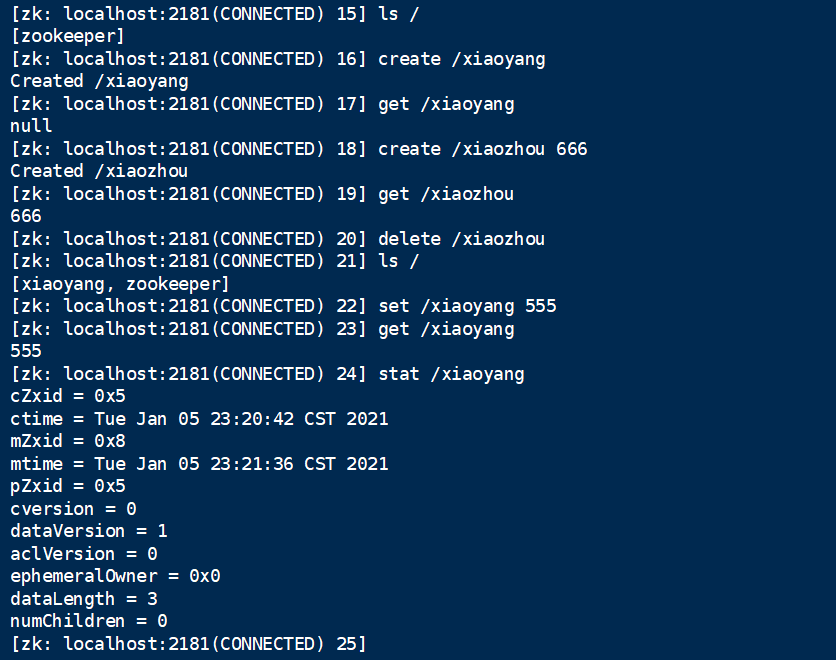 [zk: localhost:2181(CONNECTED) 15] ls /
[zookeeper]
[zk: localhost:2181(CONNECTED) 16] create /xiaoyang
Created /xiaoyang
[zk: localhost:2181(CONNECTED) 17] get /xiaoyang
null
[zk: localhost:2181(CONNECTED) 18] create /xiaozhou 666
Created /xiaozhou
[zk: localhost:2181(CONNECTED) 19] get /xiaozhou
666
[zk: localhost:2181(CONNECTED) 20] delete /xiaozhou
[zk: localhost:2181(CONNECTED) 21] ls /
[xiaoyang, zookeeper]
[zk: localhost:2181(CONNECTED) 22] set /xiaoyang 555
[zk: localhost:2181(CONNECTED) 23] get /xiaoyang
555
[zk: localhost:2181(CONNECTED) 24] stat /xiaoyang
cZxid = 0x5
ctime = Tue Jan 05 23:20:42 CST 2021
mZxid = 0x8
mtime = Tue Jan 05 23:21:36 CST 2021
pZxid = 0x5
cversion = 0
dataVersion = 1
aclVersion = 0
ephemeralOwner = 0x0
dataLength = 3
numChildren = 0
[zk: localhost:2181(CONNECTED) 25]